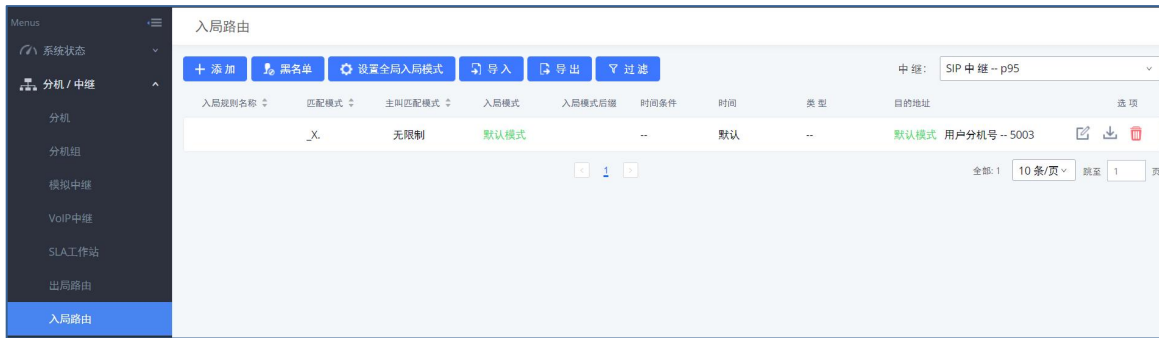 Menus
入局路由
系统状态
添加 黑名单 设置全局入局模式 导入 导出 过滤 中继: SIP 中继 -- p95
分机 / 中继
入局规则名称 匹配模式 主叫匹配模式 入局模式 入局模式后缀 时间条件 时间 类型 目的地址 选项
分机
_X. 无限制 默认模式 -- 默认 -- 默认模式 用户分机号 -- 5003
分机组
1 全部: 1 10 条/页 跳至 1 页
模拟中继
VoIP中继
SLA工作站
出局路由
入局路由